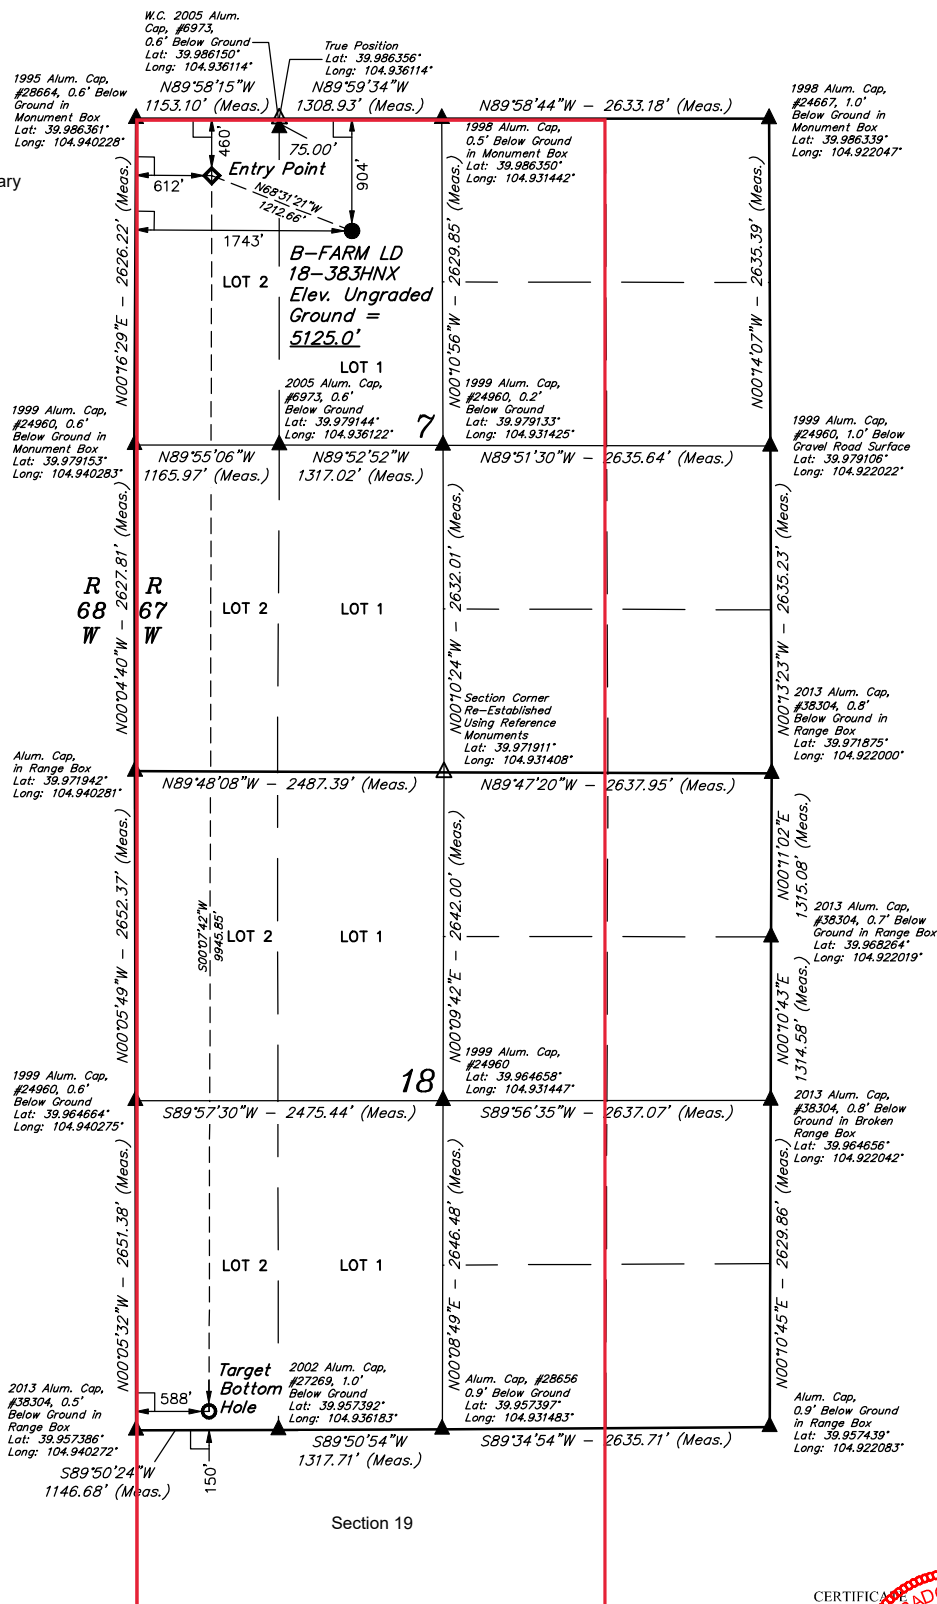 W.C. 2005 Alum.
Cap, #6973,
0.6' Below Ground
Lat: 39.986150°
Long: 104.936114°
True Position
Lat: 39.986356°
Long: 104.936114°
1995 Alum. Cap,
#28664, 0.6' Below
Ground in
Monument Box
Lat: 39.986361°
Long: 104.940228°
N89°58'15"W
1153.10' (Meas.)
N89°59'34"W
1308.93' (Meas.)
N89°58'44"W - 2633.18' (Meas.)
1998 Alum. Cap,
#24667, 1.0'
Below Ground in
Monument Box
Lat: 39.986339°
Long: 104.922047°
1998 Alum. Cap,
0.5' Below Ground
in Monument Box
Lat: 39.986350°
Long: 104.931442°
75.00'
460'
Entry Point
904'
612'
N68°31'21"W
1212.66'
1743'
B-FARM LD
18-383HNX
Elev. Ungraded
Ground =
5125.0'
LOT 2
LOT 1
N00°16'29"E - 2626.22' (Meas.)
N00°10'56"W - 2629.85' (Meas.)
N00°14'07"W - 2635.39' (Meas.)
1999 Alum. Cap,
#24960, 0.6'
Below Ground in
Monument Box
Lat: 39.979153°
Long: 104.940283°
2005 Alum. Cap,
#6973, 0.6'
Below Ground
Lat: 39.979144°
Long: 104.936122°
7
1999 Alum. Cap,
#24960, 0.2'
Below Ground
Lat: 39.979133°
Long: 104.931425°
1999 Alum. Cap,
#24960, 1.0' Below
Gravel Road Surface
Lat: 39.979106°
Long: 104.922022°
N89°55'06"W
1165.97' (Meas.)
N89°52'52"W
1317.02' (Meas.)
N89°51'30"W - 2635.64' (Meas.)
N00°04'40"W - 2627.81' (Meas.)
N00°10'24"W - 2632.01' (Meas.)
N00°13'23"W - 2635.23' (Meas.)
R R
68 67
W W
LOT 2
LOT 1
Section Corner
Re-Established
Using Reference
Monuments
Lat: 39.971911°
Long: 104.931408°
2013 Alum. Cap,
#38304, 0.8'
Below Ground in
Range Box
Lat: 39.971875°
Long: 104.922000°
Alum. Cap,
in Range Box
Lat: 39.971942°
Long: 104.940281°
N89°48'08"W - 2487.39' (Meas.)
N89°47'20"W - 2637.95' (Meas.)
N00°05'49"W - 2652.37' (Meas.)
S00°07'42"W
9945.85'
N00°09'42"E - 2642.00' (Meas.)
N00°11'02"E
1315.08' (Meas.)
LOT 2
LOT 1
2013 Alum. Cap,
#38304, 0.7' Below
Ground in Range Box
Lat: 39.968264°
Long: 104.922019°
N00°10'43"E
1314.58' (Meas.)
1999 Alum. Cap,
#24960, 0.6'
Below Ground
Lat: 39.964664°
Long: 104.940275°
18
1999 Alum. Cap,
#24960
Lat: 39.964658°
Long: 104.931447°
2013 Alum. Cap,
#38304, 0.8' Below
Ground in Broken
Range Box
Lat: 39.964656°
Long: 104.922042°
S89°57'30"W - 2475.44' (Meas.)
S89°56'35"W - 2637.07' (Meas.)
N00°05'32"W - 2651.38' (Meas.)
N00°08'49"E - 2646.48' (Meas.)
N00°10'45"E - 2629.86' (Meas.)
LOT 2
LOT 1
588'
Target
Bottom
Hole
2013 Alum. Cap,
#38304, 0.5'
Below Ground in
Range Box
Lat: 39.957386°
Long: 104.940272°
2002 Alum. Cap,
#27269, 1.0'
Below Ground
Lat: 39.957392°
Long: 104.936183°
Alum. Cap, #28656
0.9' Below Ground
Lat: 39.957397°
Long: 104.931483°
Alum. Cap,
0.9' Below Ground
in Range Box
Lat: 39.957439°
Long: 104.922083°
S89°50'24"W
1146.68' (Meas.)
150'
S89°50'54"W
1317.71' (Meas.)
S89°34'54"W - 2635.71' (Meas.)
Section 19